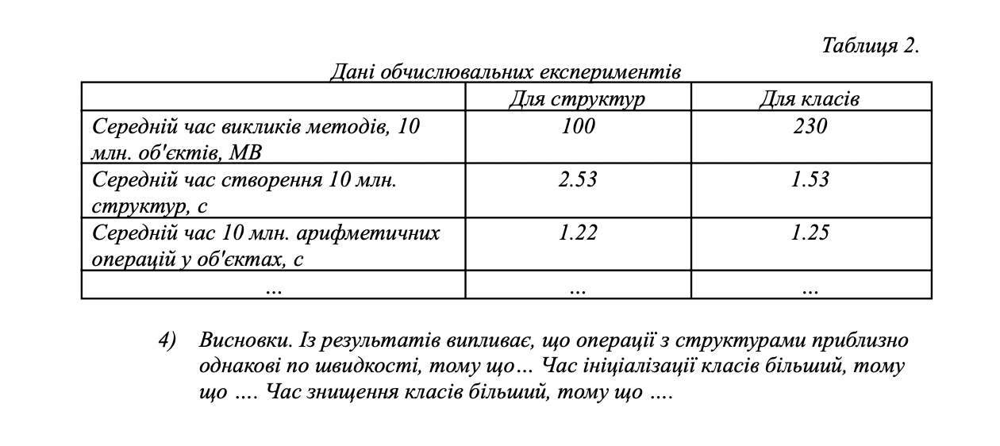 Таблиця 2.
Дані обчислювальних експериментів
Для структур
Для класів
Середній час викликів методів, 10
млн. об'єктів, МВ
100
230
Середній час створення 10 млн.
структур, с
2.53
1.53
Середній час 10 млн. арифметичних
операцій у об'єктах, с
1.22
1.25
...
...
...
4) Висновки. Із результатів випливає, що операції з структурами приблизно
однакові по швидкості, тому що... Час ініціалізації класів більший, тому
що .... Час знищення класів більший, тому що ....